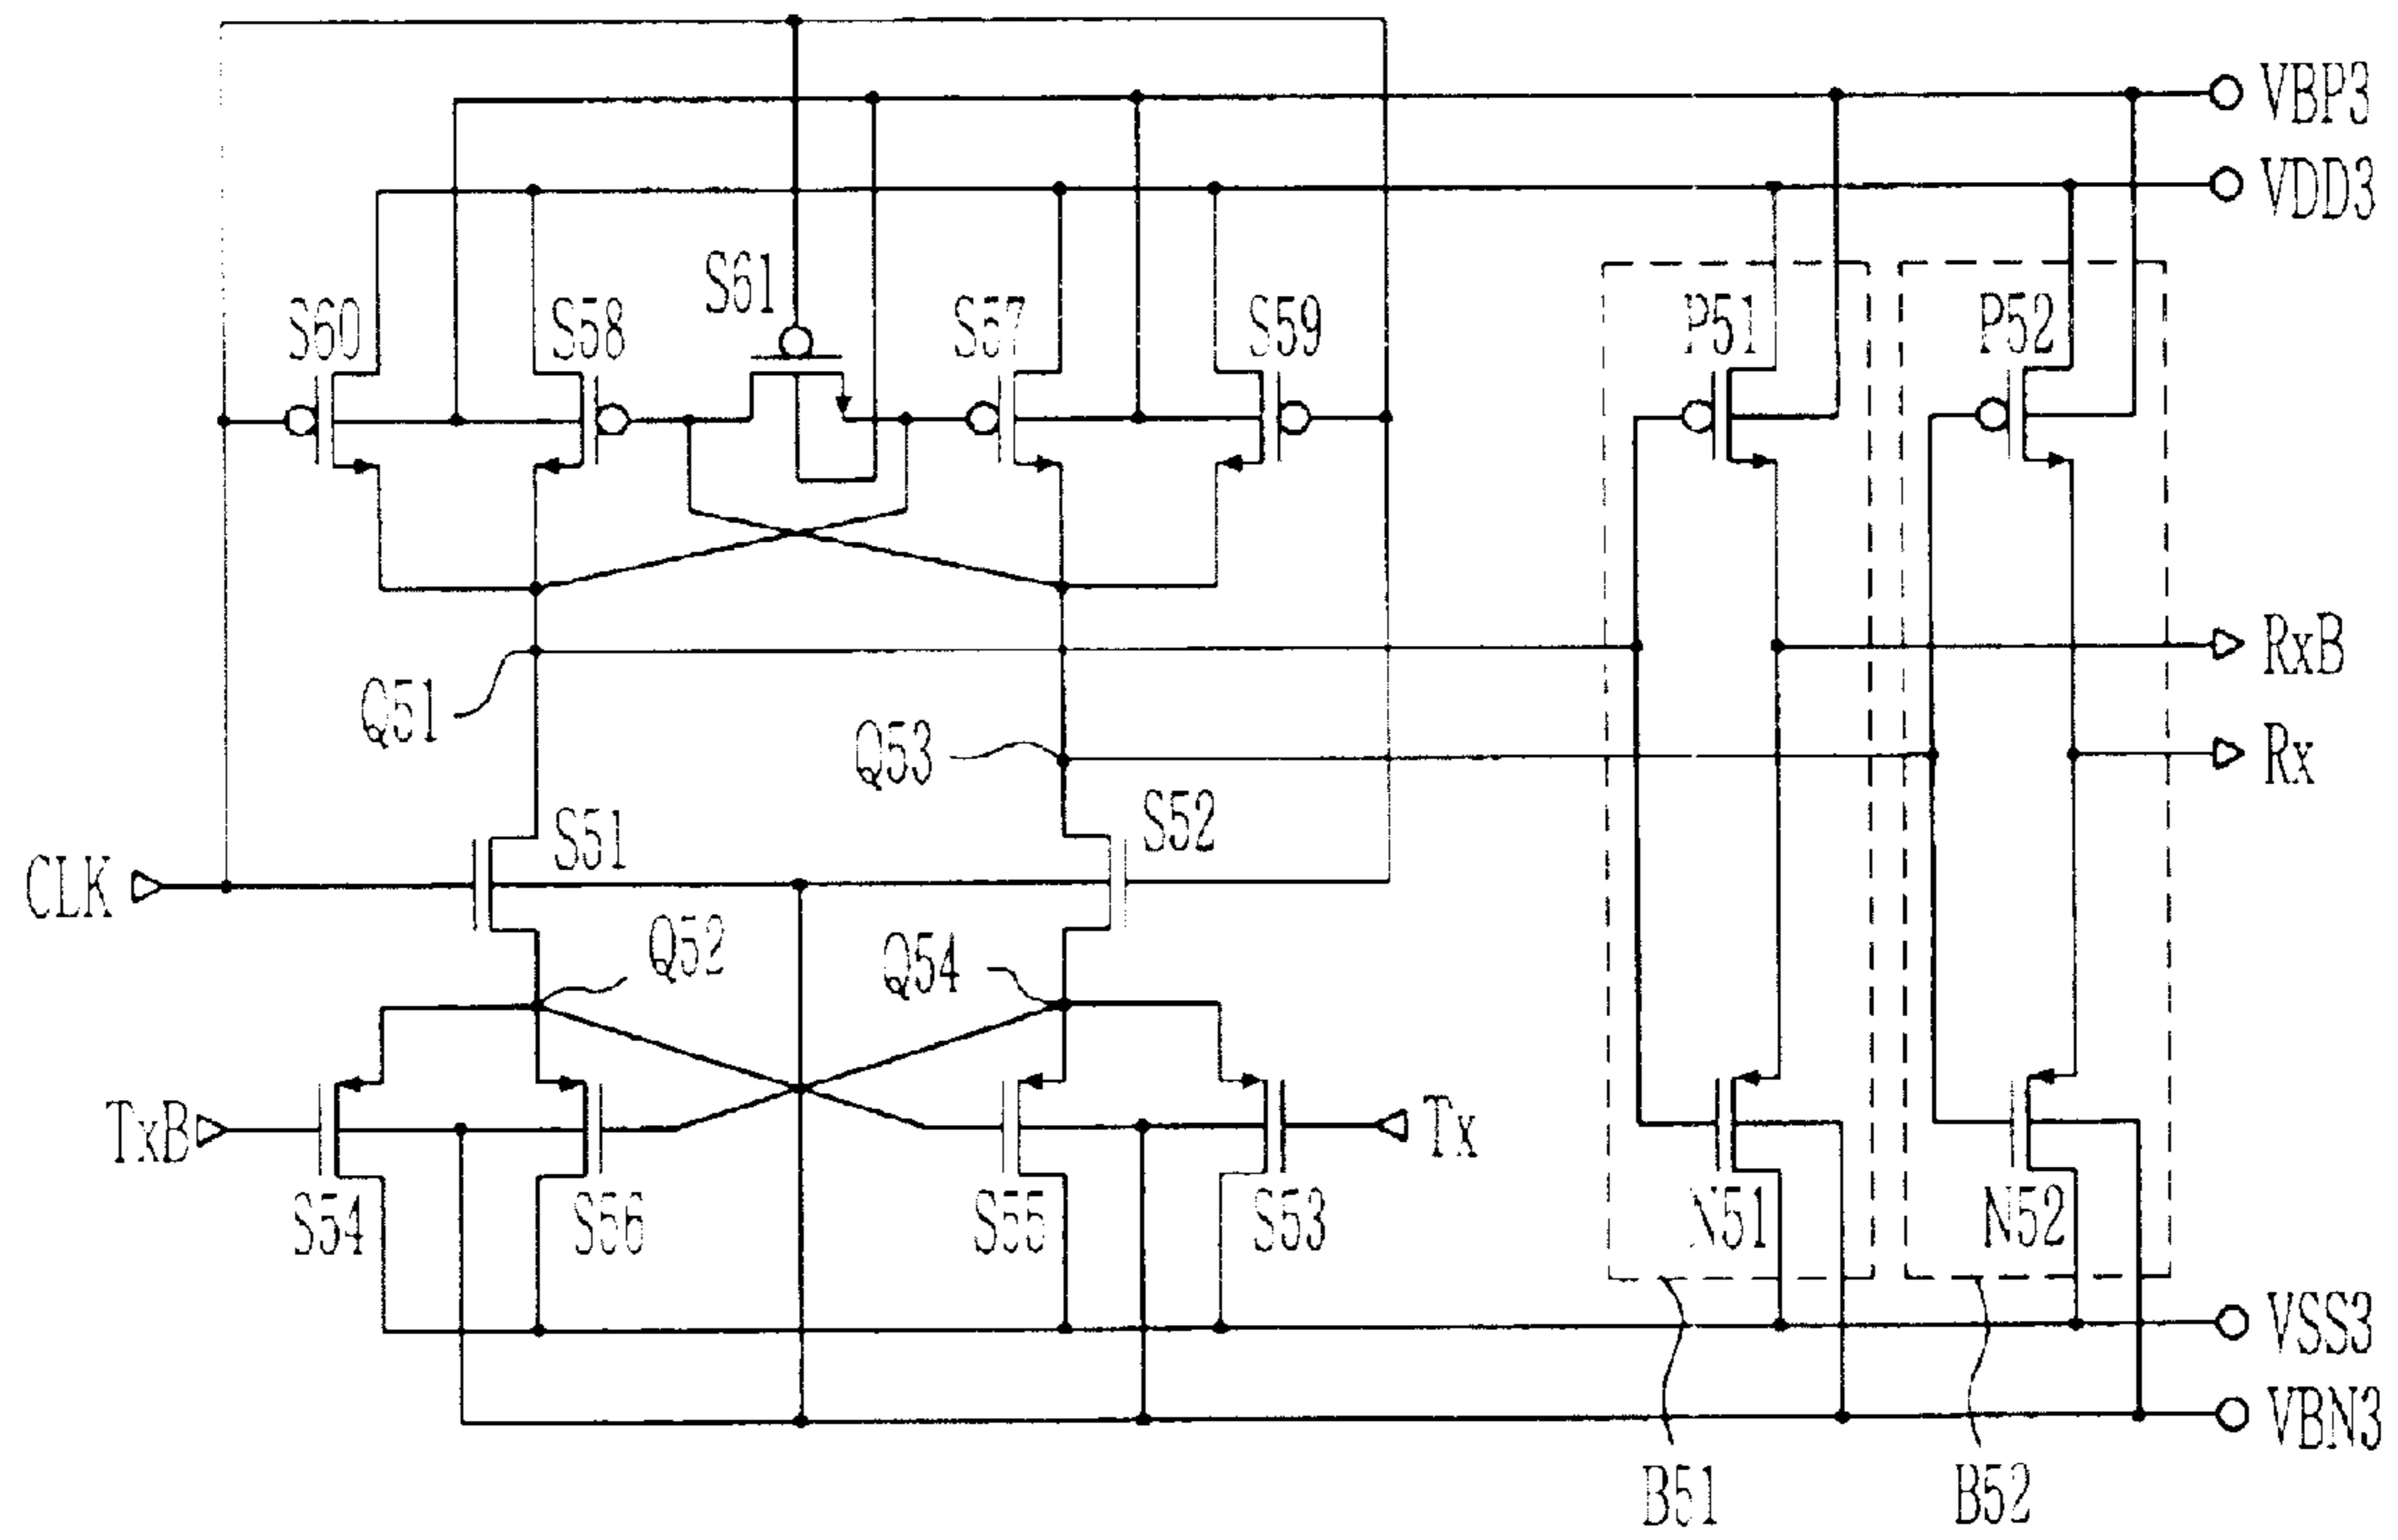 VBP3
VDD3
S61
S60
S58
S57
S59
P51
P52
RxB
Q51
Q53
Rx
S51
S52
CLK
Q52
Q54
TxB
Tx
S54
S56
S55
S53
N51
N52
VSS3
VBN3
B51
B52